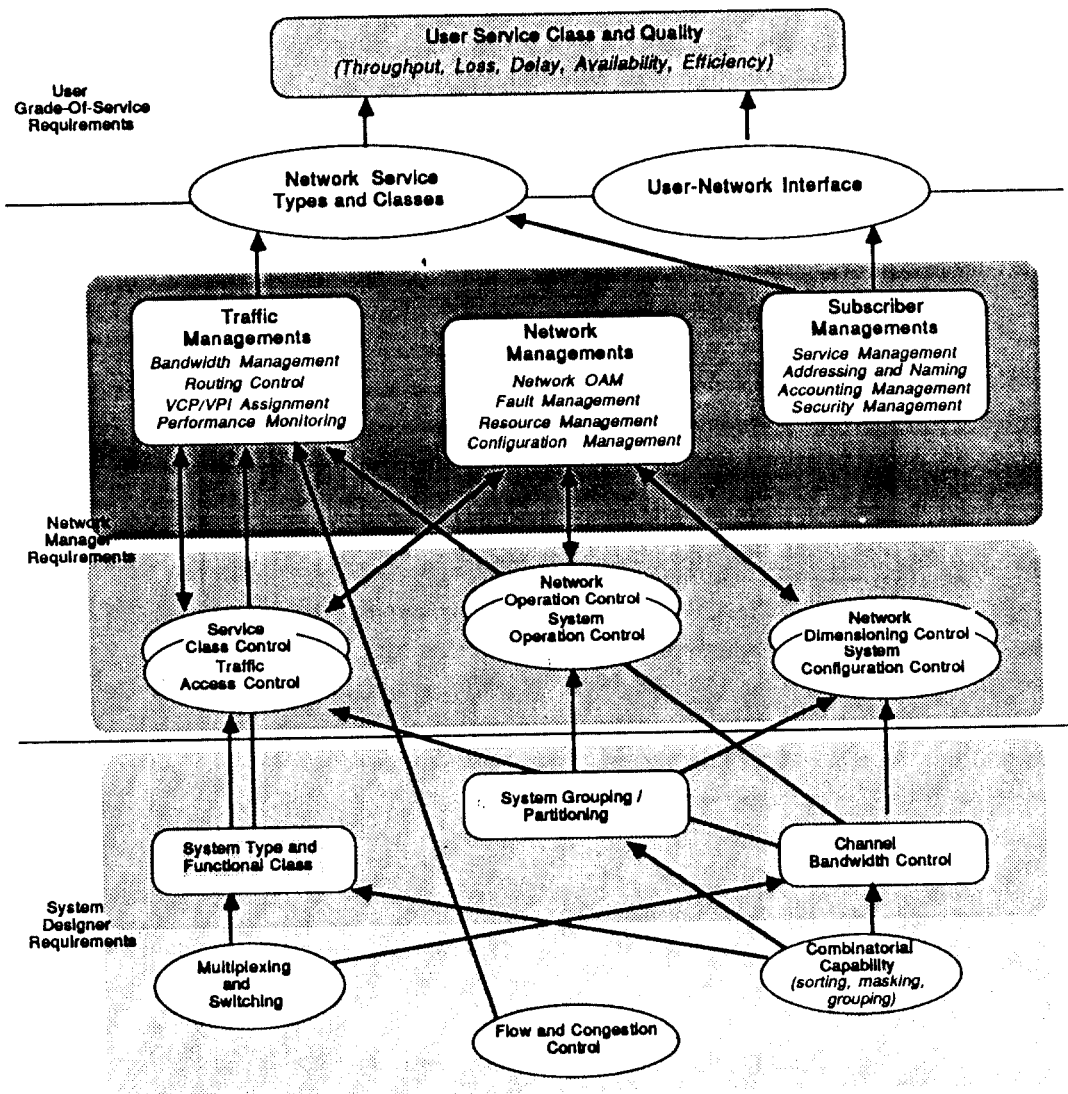 User Service Class and Quality
(Throughput, Loss, Delay, Availability, Efficiency)
User
Grade-Of-Service
Requirements
Network Service
Types and Classes
User-Network Interface
Traffic
Managements
Bandwidth Management
Routing Control
VCP/VPI Assignment
Performance Monitoring
Network
Managements
Network OAM
Fault Management
Resource Management
Configuration Management
Subscriber
Managements
Service Management
Addressing and Naming
Accounting Management
Security Management
Network
Manager
Requirements
Service
Class Control
Traffic
Access Control
Network
Operation Control
System
Operation Control
Network
Dimensioning Control
System
Configuration Control
System Grouping /
Partitioning
System Type and
Functional Class
Channel
Bandwidth Control
System
Designer
Requirements
Multiplexing
and
Switching
Combinatorial
Capability
(sorting, masking,
grouping)
Flow and Congestion
Control